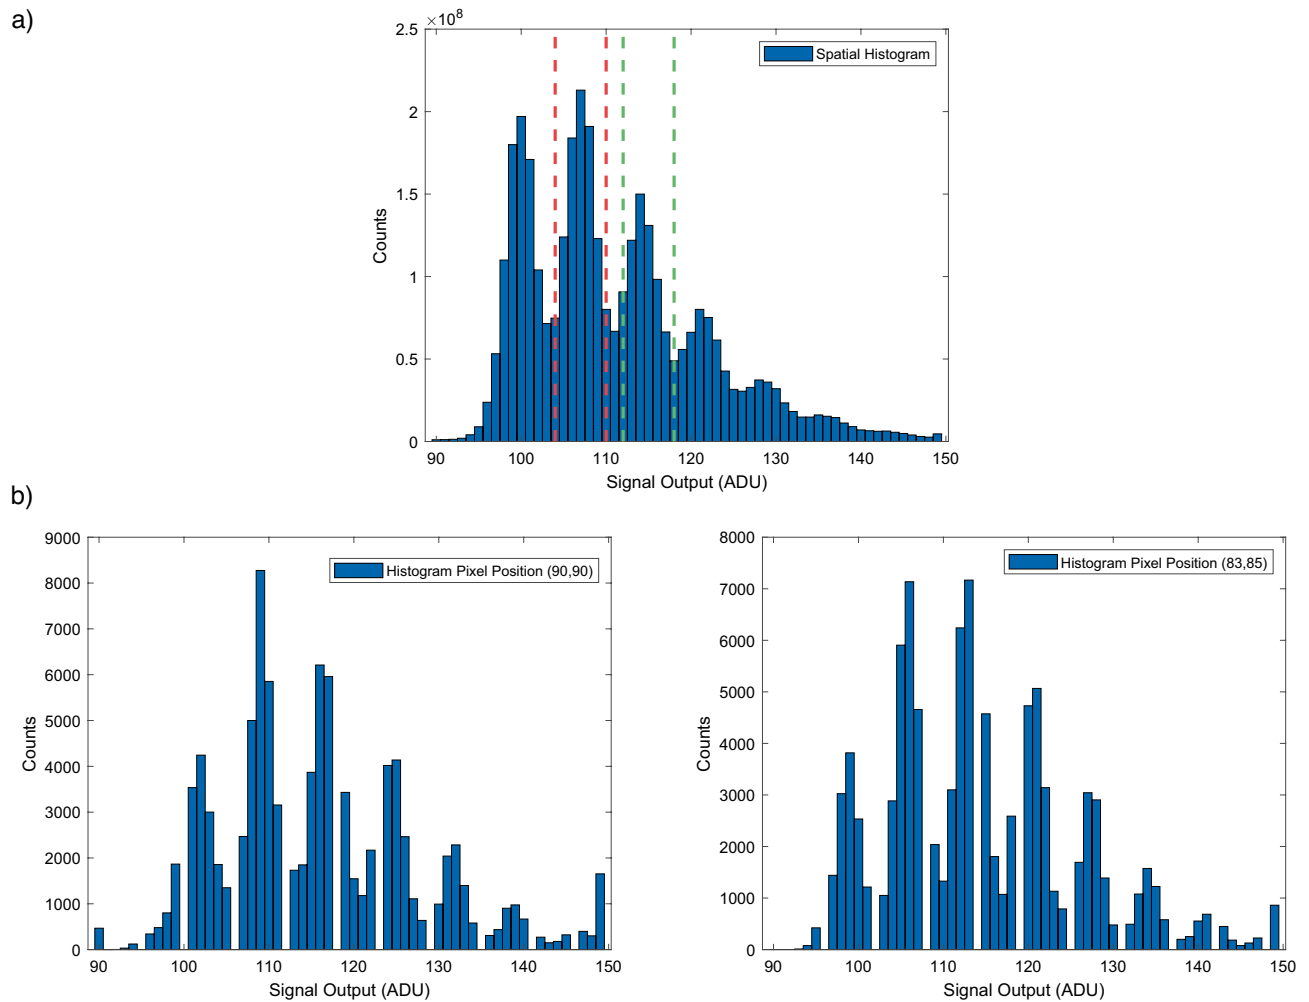 a)
×10⁸
2.5
2
1.5
1
0.5
0
Counts
Spatial Histogram
90 100 110 120 130 140 150
Signal Output (ADU)
b)
9000
8000
7000
6000
5000
4000
3000
2000
1000
0
Counts
Histogram Pixel Position (90,90)
90 100 110 120 130 140 150
Signal Output (ADU)
8000
7000
6000
5000
4000
3000
2000
1000
0
Counts
Histogram Pixel Position (83,85)
90 100 110 120 130 140 150
Signal Output (ADU)